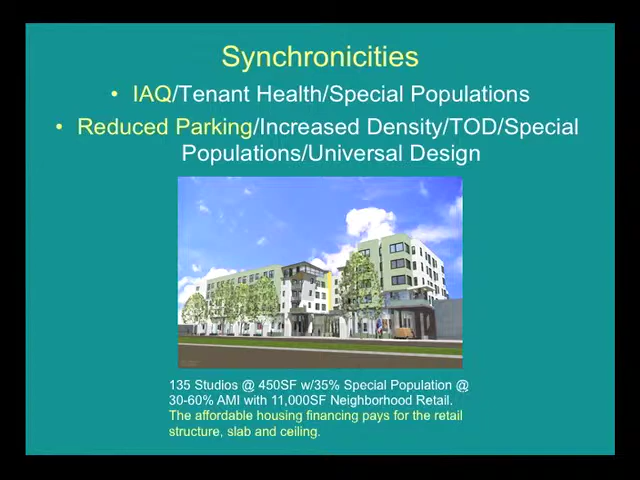 Synchronicities
• IAQ/Tenant Health/Special Populations
• Reduced Parking/Increased Density/TOD/Special
Populations/Universal Design
135 Studios @ 450SF w/35% Special Population @
30-60% AMI with 11,000SF Neighborhood Retail.
The affordable housing financing pays for the retail
structure, slab and ceiling.